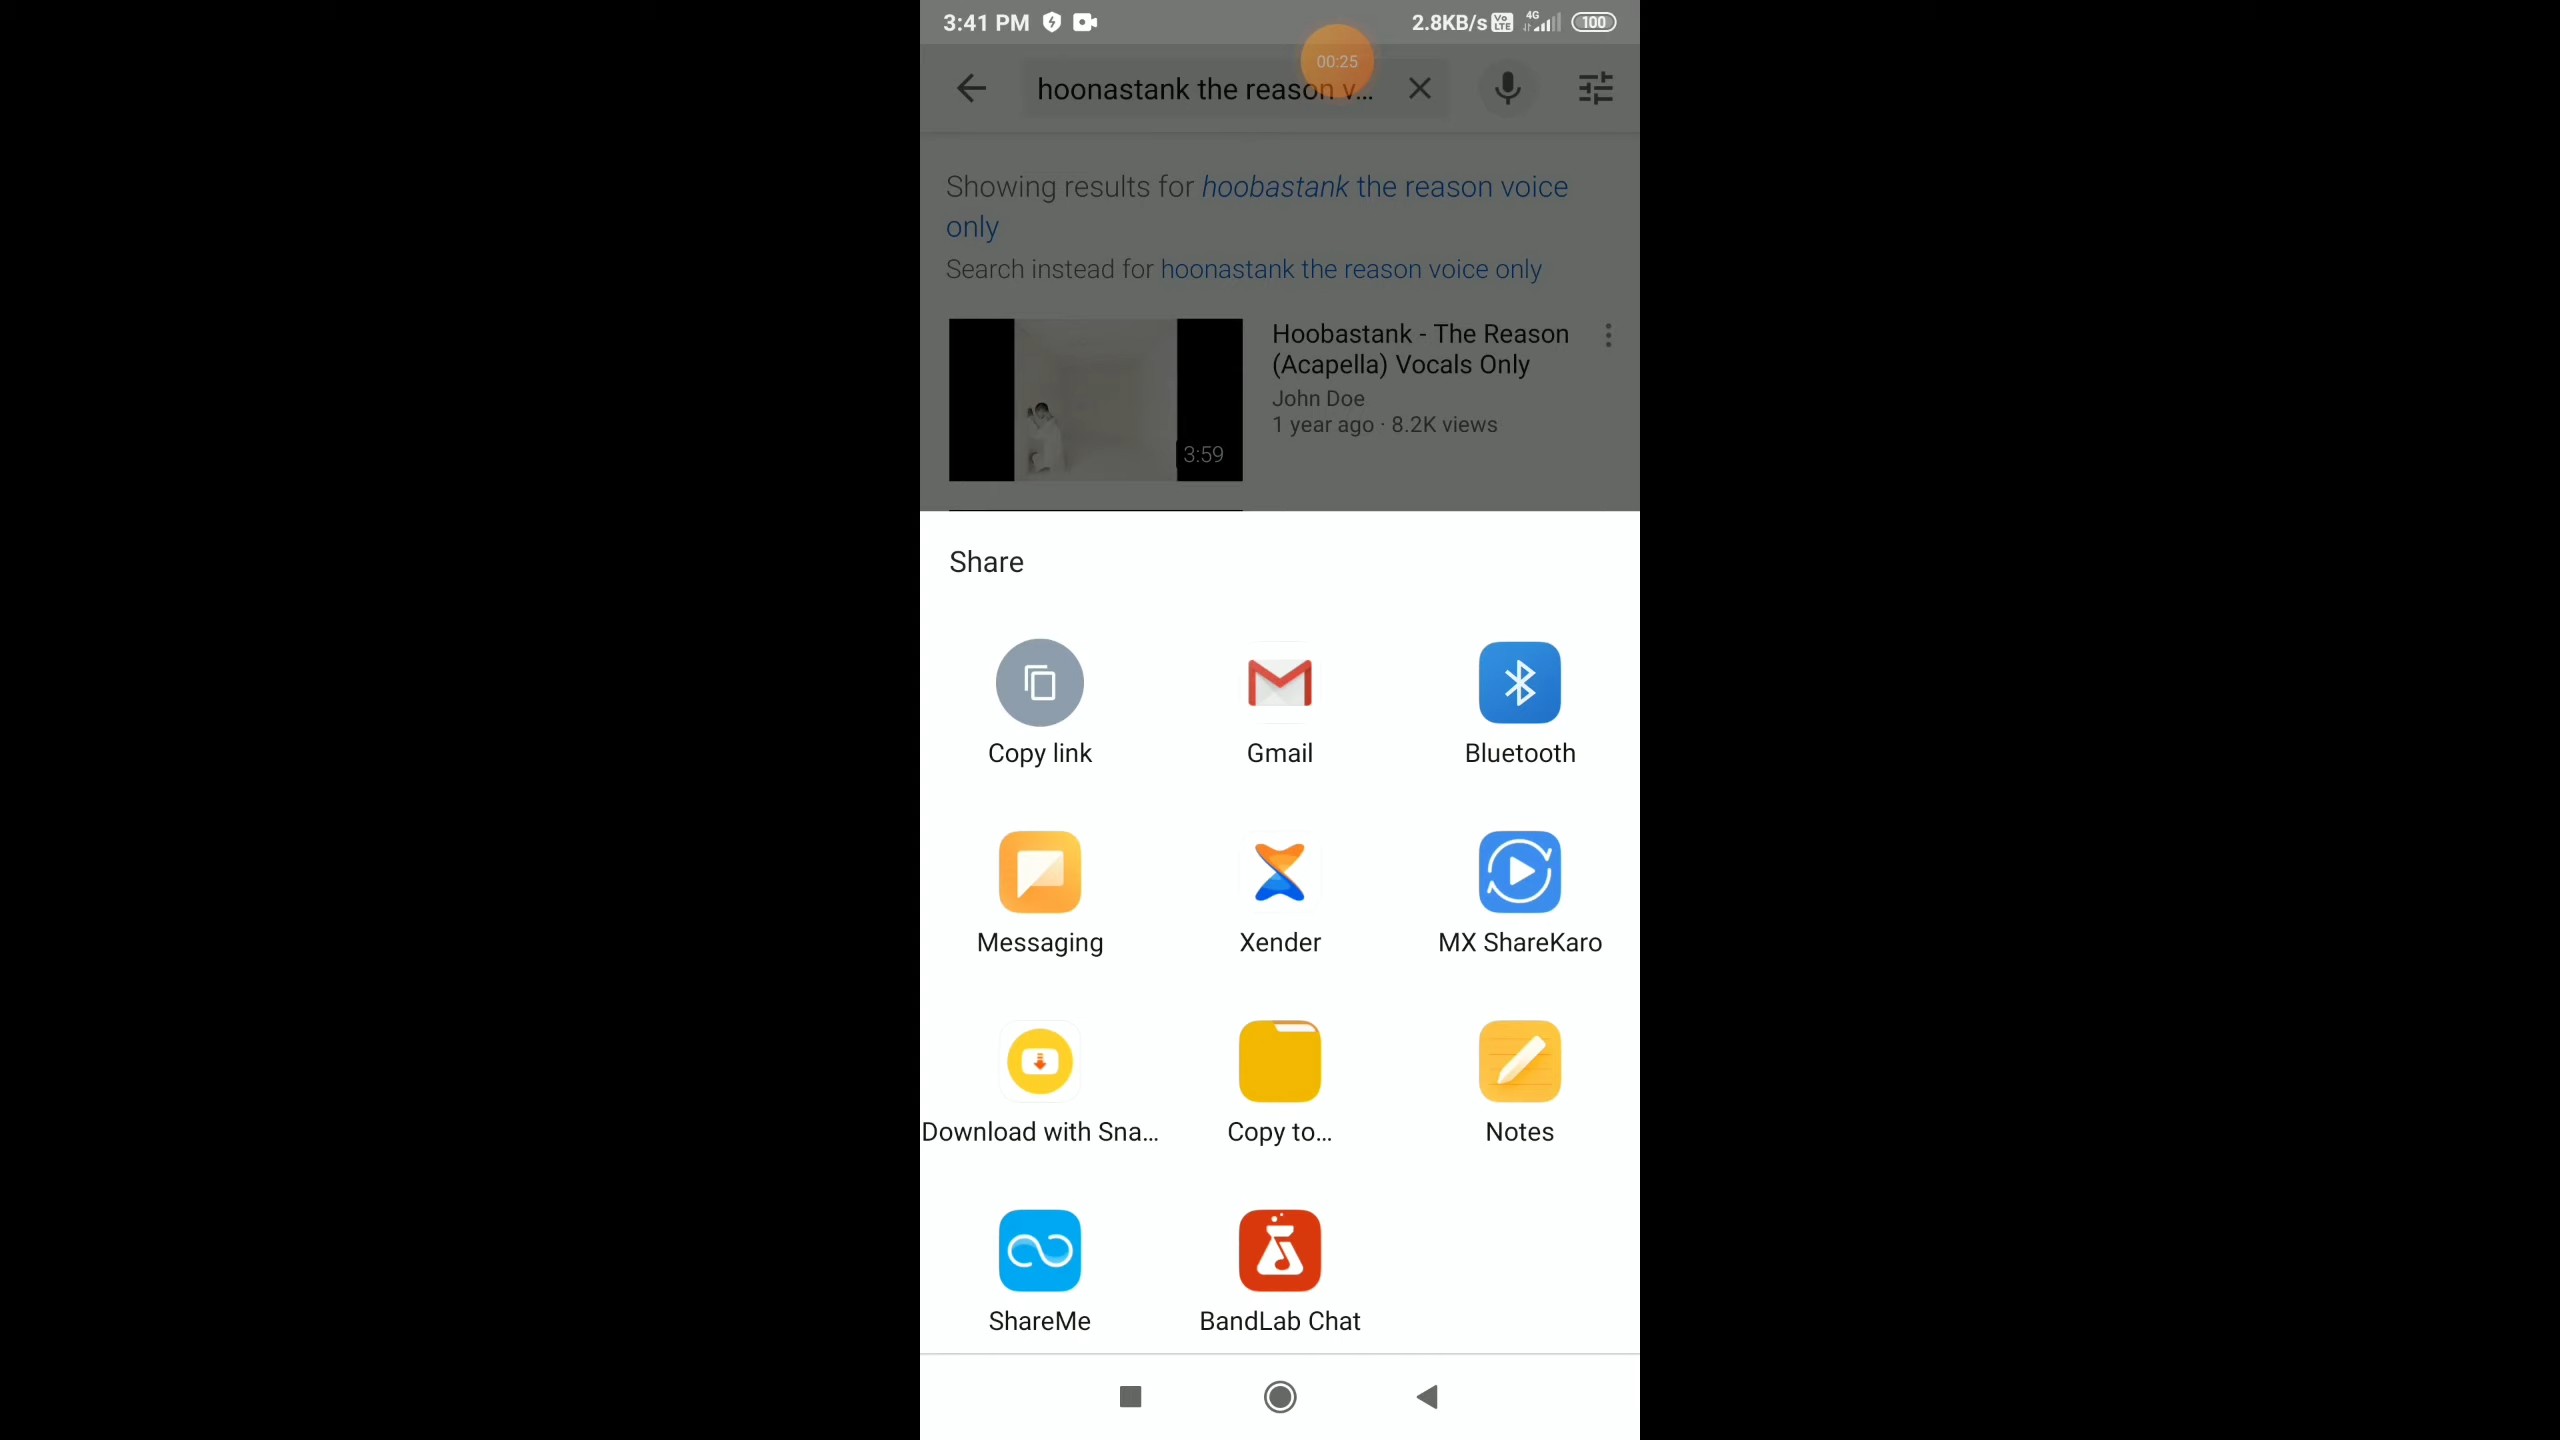 3:41 PM 2.8KB/s Vo LTE 4G 100
00:25
hoonastank the reason v...
Showing results for hoobastank the reason voice
only
Search instead for hoonastank the reason voice only
Hoobastank - The Reason
(Acapella) Vocals Only
John Doe
1 year ago · 8.2K views
3:59
Share
Copy link Gmail Bluetooth
Messaging Xender MX ShareKaro
Download with Sna... Copy to... Notes
ShareMe BandLab Chat